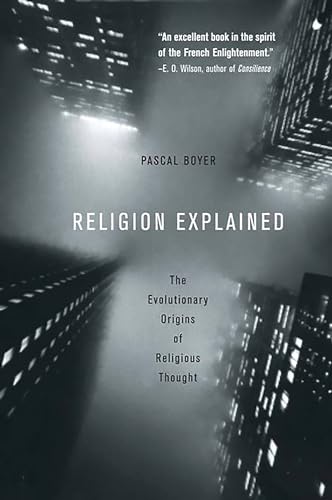 “An excellent book in the spirit
of the French Enlightenment.”
–E. O. Wilson, author of Consilience
PASCAL BOYER
RELIGION EXPLAINED
The
Evolutionary
Origins
of
Religious
Thought